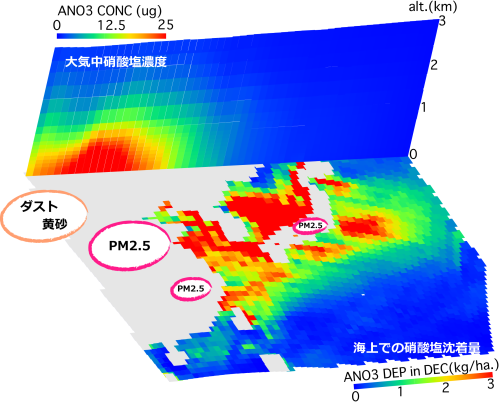 ANO3 CONC (ug)
0 12.5 25
alt.(km)
3
大気中硝酸塩濃度
2
1
0
ダスト
黄砂
PM2.5
PM2.5
PM2.5
海上での硝酸塩沈着量
ANO3 DEP in DEC(kg/ha.)
0 1 2 3